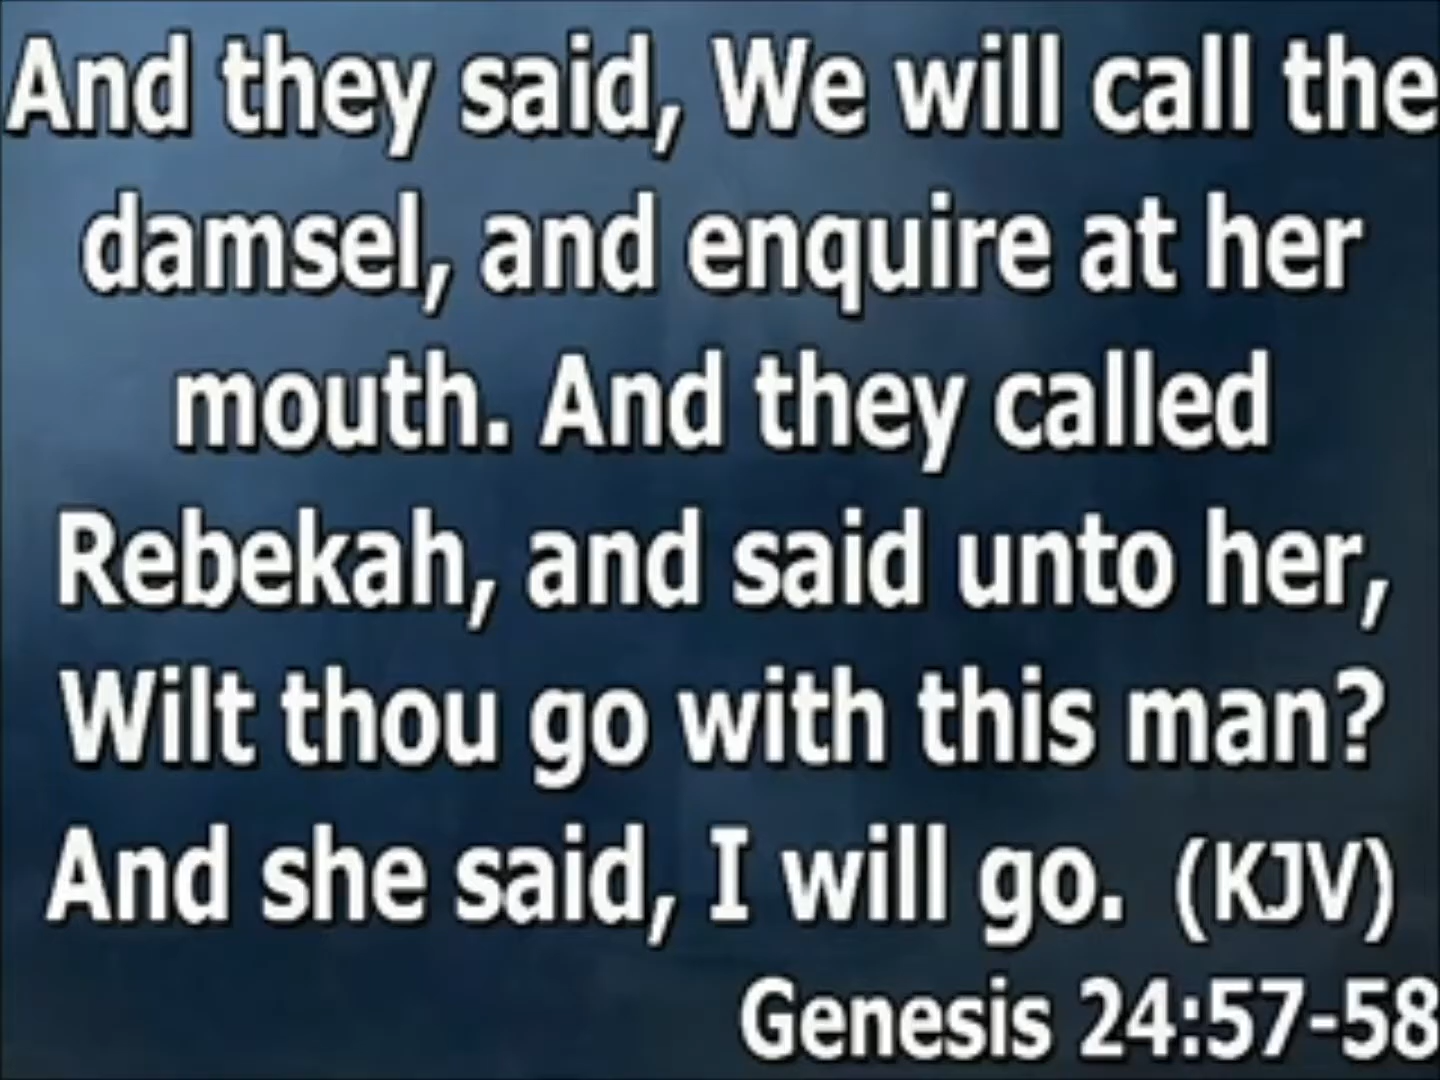 And they said, We will call the
damsel, and enquire at her
mouth. And they called
Rebekah, and said unto her,
Wilt thou go with this man?
And she said, I will go. (KJV)
Genesis 24:57-58